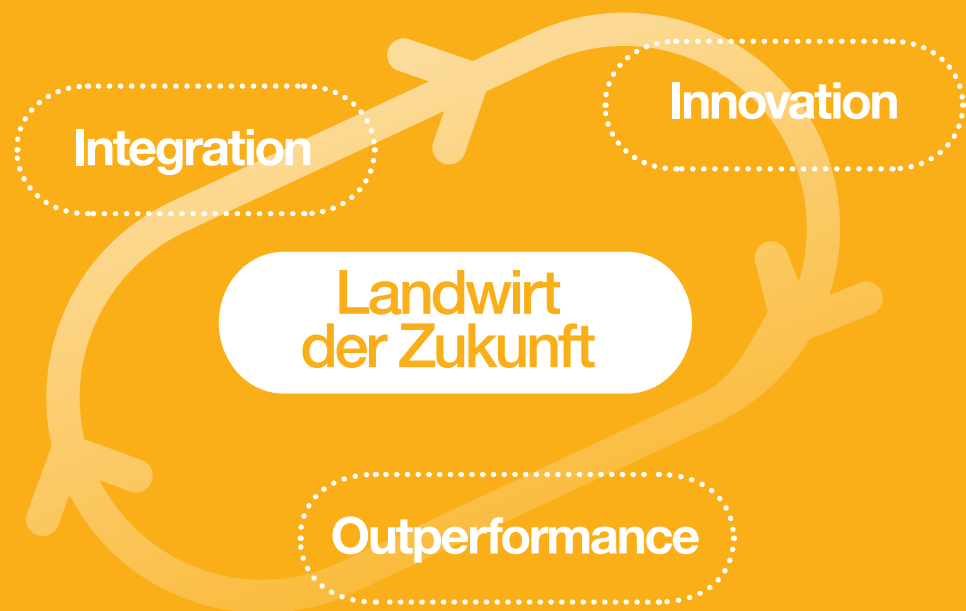 Innovation
Integration
Landwirt
der Zukunft
Outperformance